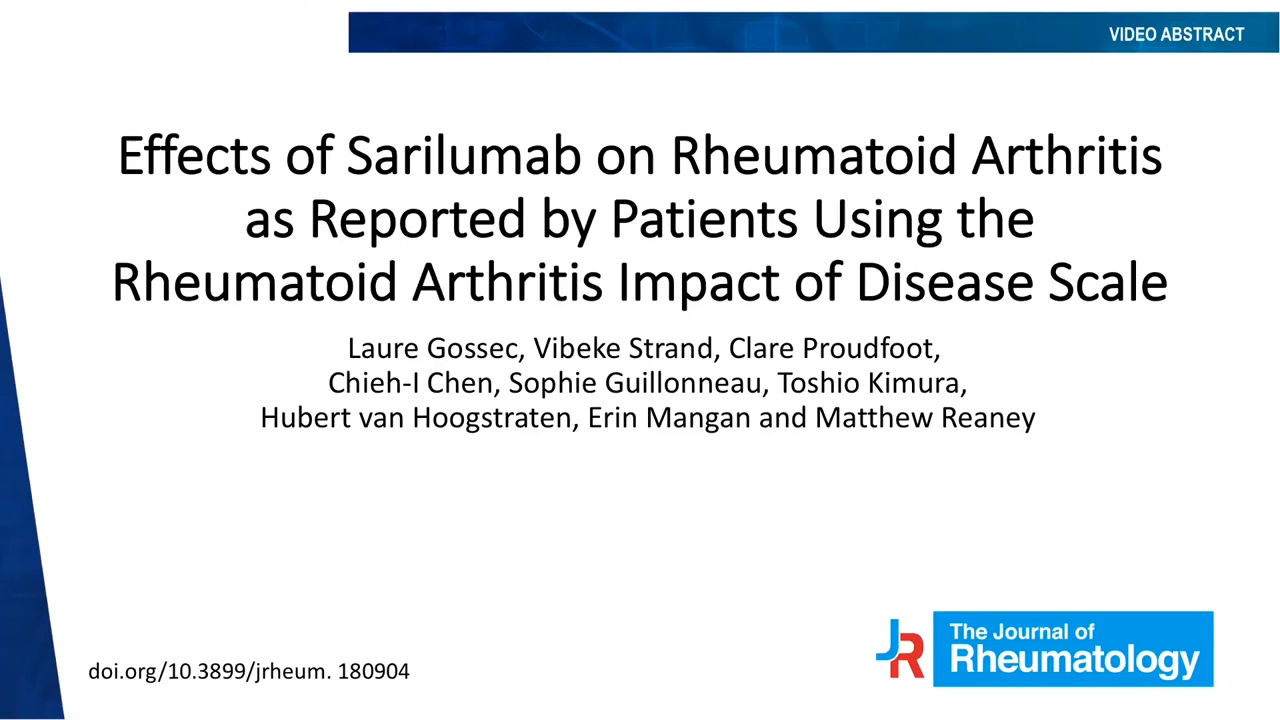 VIDEO ABSTRACT
Effects of Sarilumab on Rheumatoid Arthritis
as Reported by Patients Using the
Rheumatoid Arthritis Impact of Disease Scale
Laure Gossec, Vibeke Strand, Clare Proudfoot,
Chieh-I Chen, Sophie Guillonneau, Toshio Kimura,
Hubert van Hoogstraten, Erin Mangan and Matthew Reaney
doi.org/10.3899/jrheum. 180904
JR
The Journal of
Rheumatology